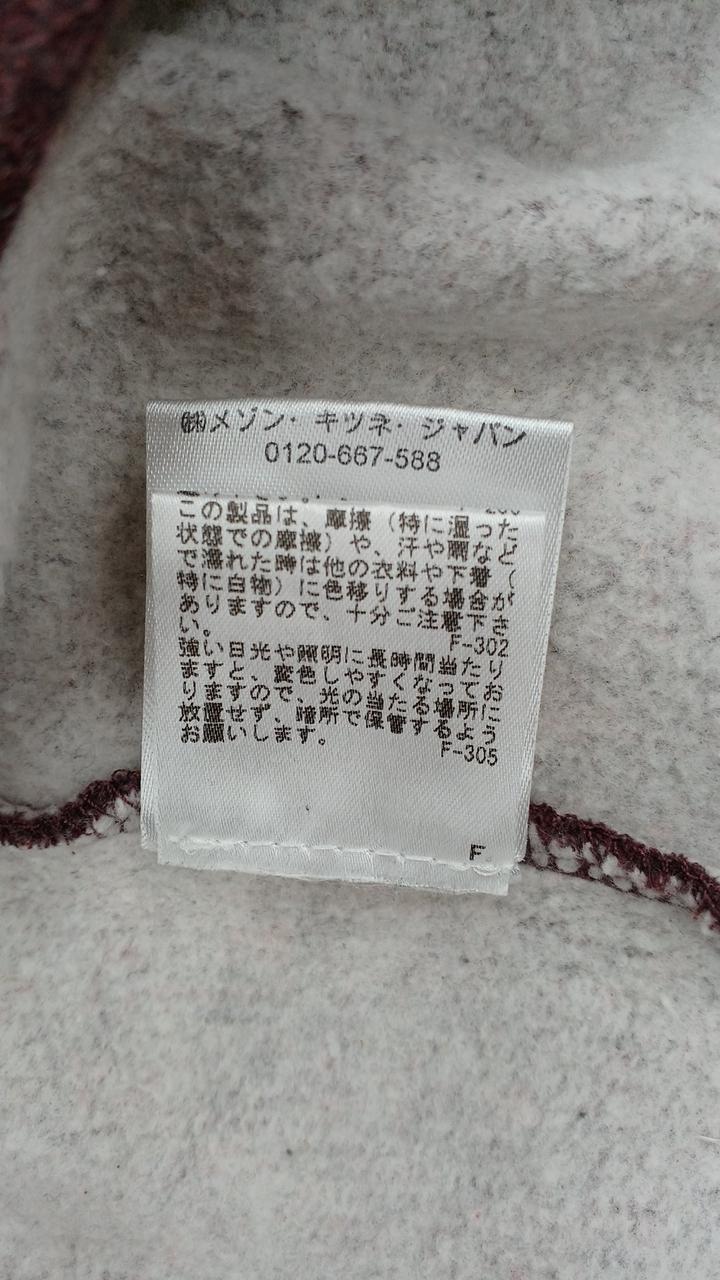 ㈱メゾン・キツネ・ジャパン
0120-667-588
この製品は、摩擦（特に湿った
状態での摩擦）や、汗や雨など
で濡れた時は他の衣料や下着（
特に白物）に色移りする場合が
ありますので、十分ご注意下さ
い。
F-302
強い日光や照明に長時間当たり
ますと、変色しやすくなってお
りますので、光の当たる場所に
放置せず、暗所で保管するよう
お願いします。
F-305
F